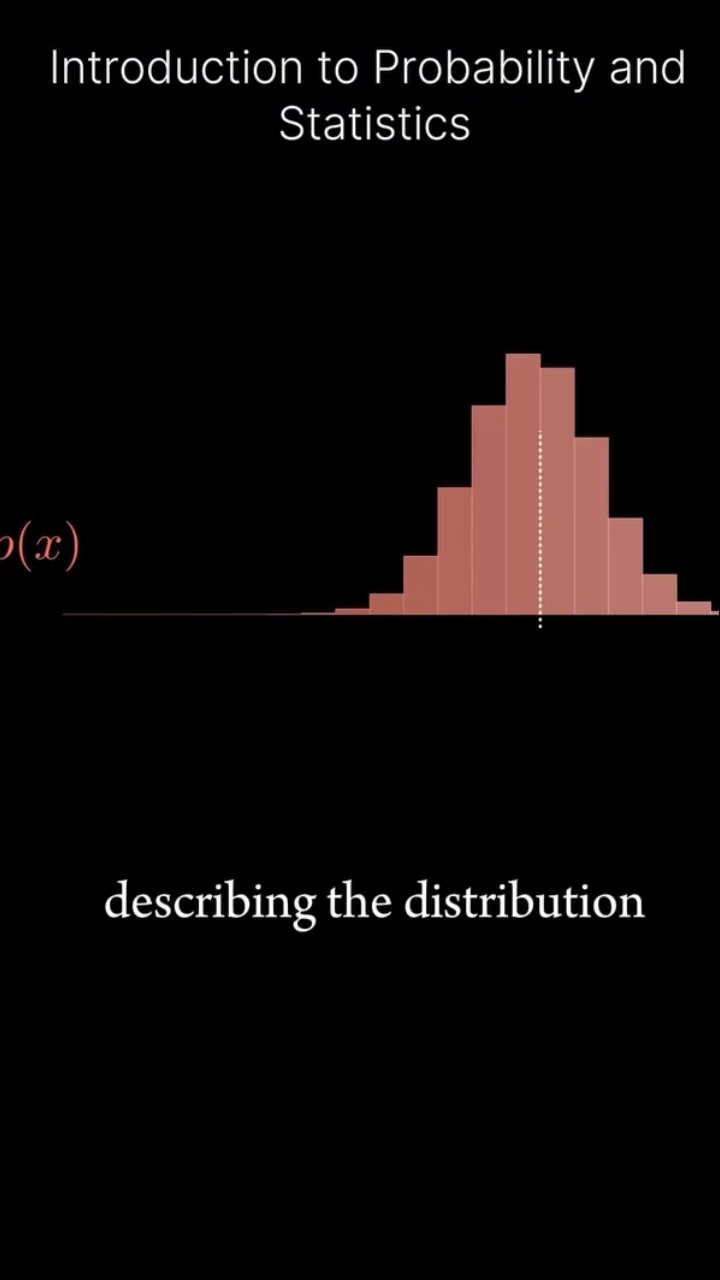 Introduction to Probability and
Statistics
(x)
describing the distribution